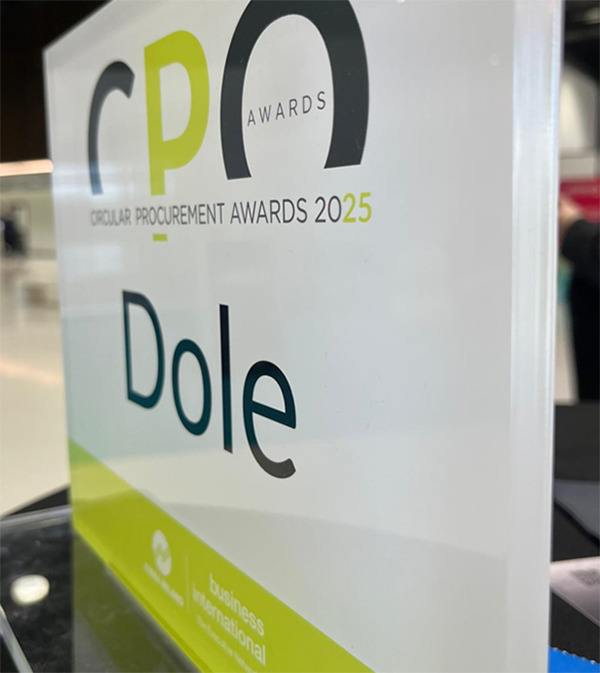 CPA
AWARDS
CIRCULAR PROCUREMENT AWARDS 2025
Dole
business
international